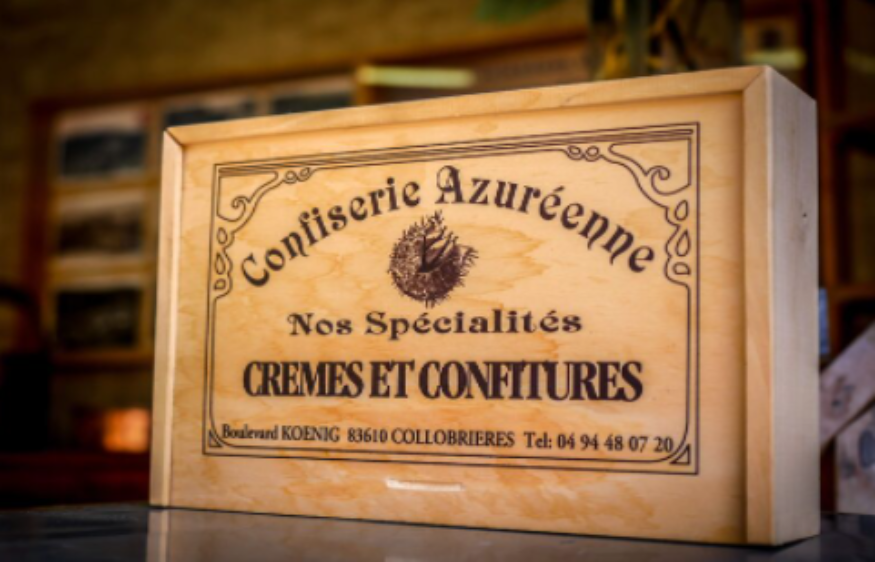 Confiserie Azuréenne
Nos Spécialités
CREMES ET CONFITURES
Boulevard KOENIG 83610 COLLOBRIERES Tel: 04 94 48 07 20